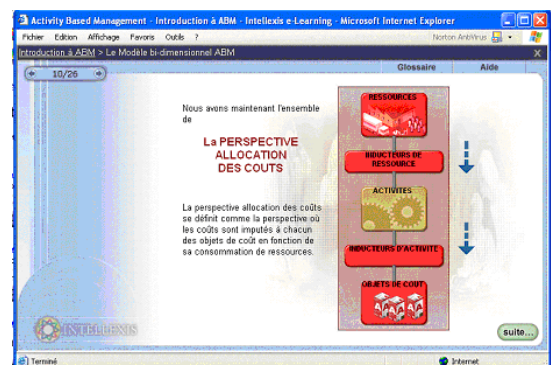 Activity Based Management - Introduction à ABM - Intellexis e-Learning - Microsoft Internet Explorer
Fichier Edition Affichage Favoris Outils ?
Norton AntiVirus
Introduction à ABM > Le Modèle bi-dimensionnel ABM
X
Glossaire
Aide
10/26
Nous avons maintenant l'ensemble
de
La PERSPECTIVE
ALLOCATION
DES COUTS
La perspective allocation des coûts
se définit comme la perspective où
les coûts sont imputés à chacun
des objets de coût en fonction de
sa consommation de ressources.
RESSOURCES
INDUCTEURS DE
RESSOURCE
ACTIVITES
INDUCTEURS D'ACTIVITE
OBJETS DE COUT
INTELLEXIS
suite...
Terminé
Internet